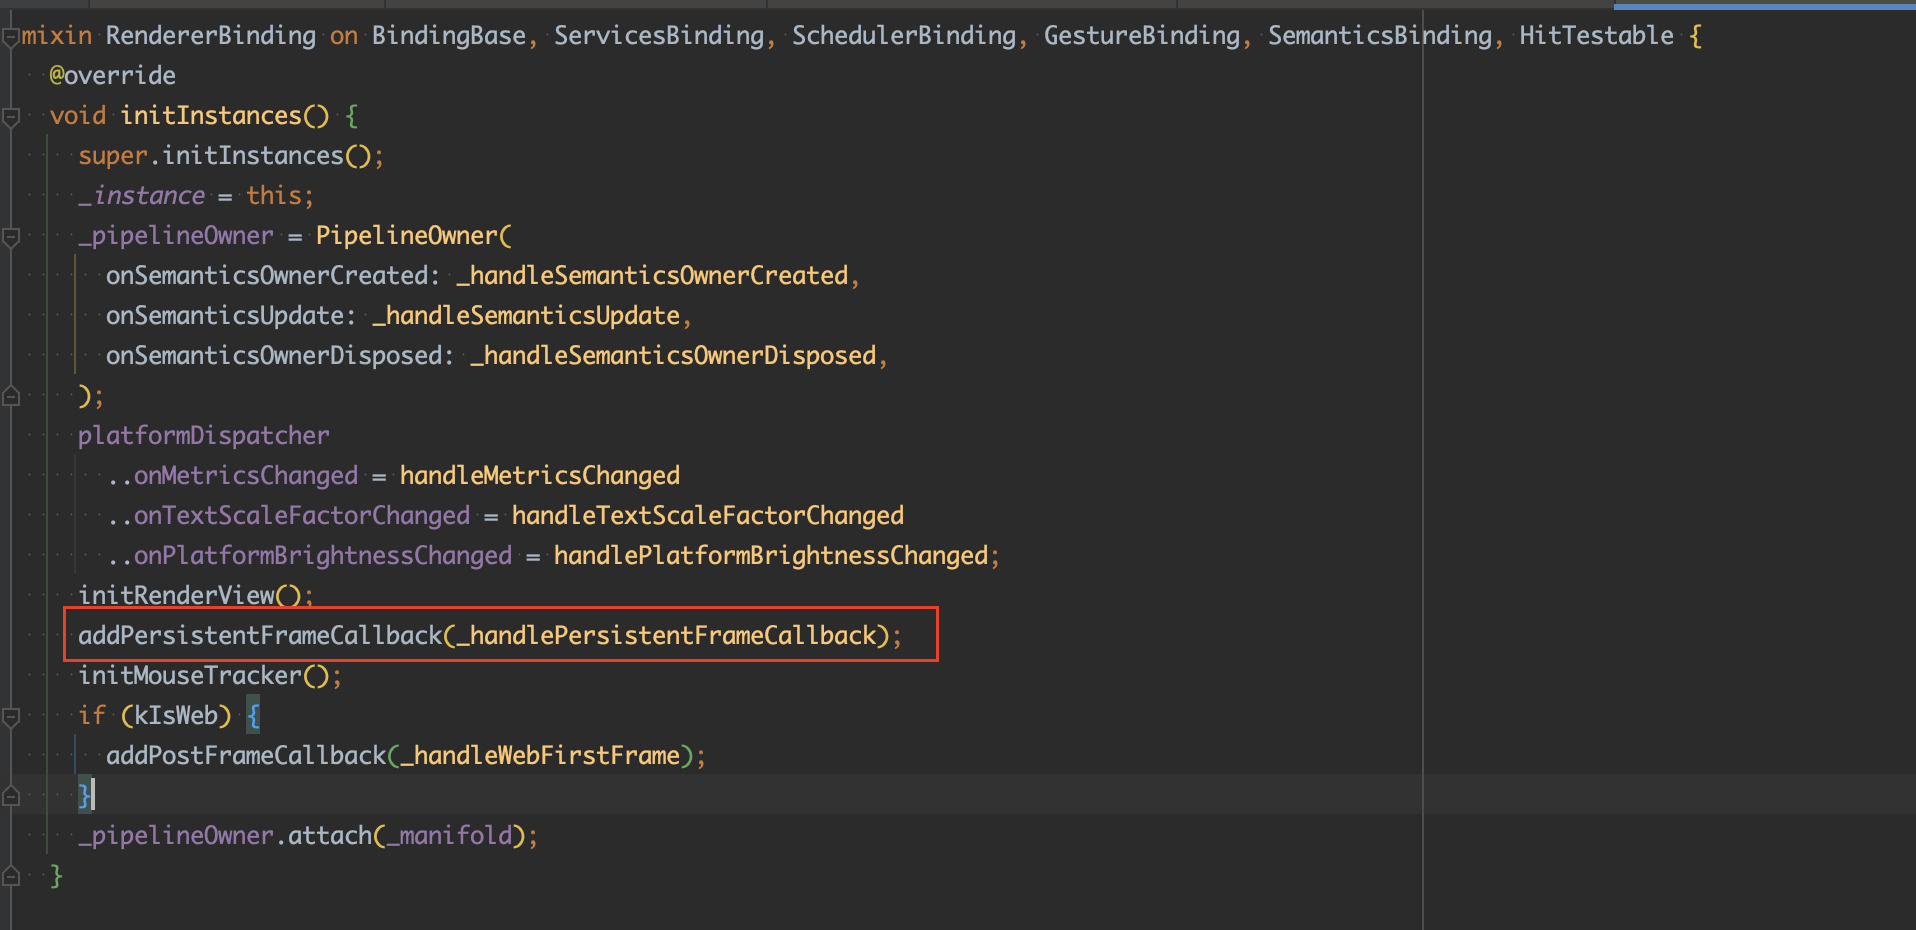 mixin RendererBinding on BindingBase, ServicesBinding, SchedulerBinding, GestureBinding, SemanticsBinding, HitTestable {
  @override
  void initInstances() {
    super.initInstances();
    _instance = this;
    _pipelineOwner = PipelineOwner(
      onSemanticsOwnerCreated: _handleSemanticsOwnerCreated,
      onSemanticsUpdate: _handleSemanticsUpdate,
      onSemanticsOwnerDisposed: _handleSemanticsOwnerDisposed,
    );
    platformDispatcher
      ..onMetricsChanged = handleMetricsChanged
      ..onTextScaleFactorChanged = handleTextScaleFactorChanged
      ..onPlatformBrightnessChanged = handlePlatformBrightnessChanged;
    initRenderView();
    addPersistentFrameCallback(_handlePersistentFrameCallback);
    initMouseTracker();
    if (kIsWeb) {
      addPostFrameCallback(_handleWebFirstFrame);
    }
    _pipelineOwner.attach(_manifold);
  }